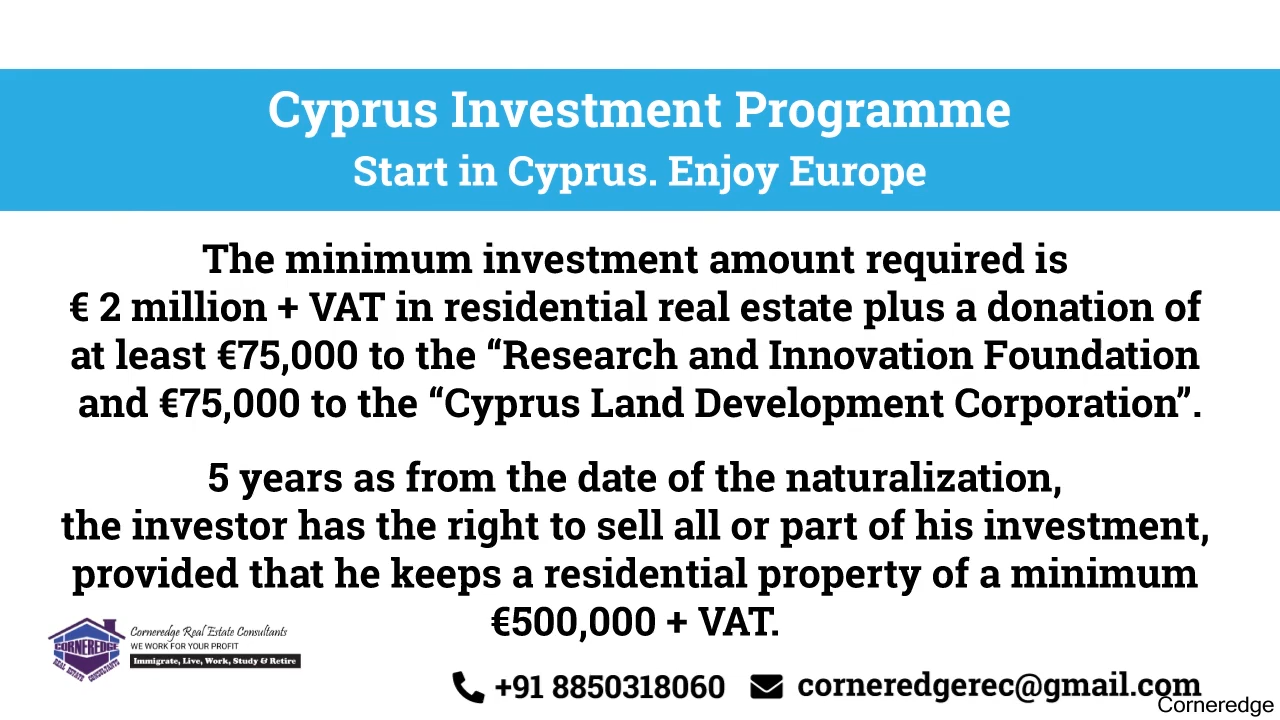 Cyprus Investment Programme
Start in Cyprus. Enjoy Europe
The minimum investment amount required is
€ 2 million + VAT in residential real estate plus a donation of
at least €75,000 to the “Research and Innovation Foundation
and €75,000 to the “Cyprus Land Development Corporation”.
5 years as from the date of the naturalization,
the investor has the right to sell all or part of his investment,
provided that he keeps a residential property of a minimum
€500,000 + VAT.
CORNEREDGE
REAL ESTATE CONSULTANTS
Corneredge Real Estate Consultants
WE WORK FOR YOUR PROFIT
Immigrate, Live, Work, Study & Retire
+91 8850318060
corneredgerec@gmail.com
Corneredge